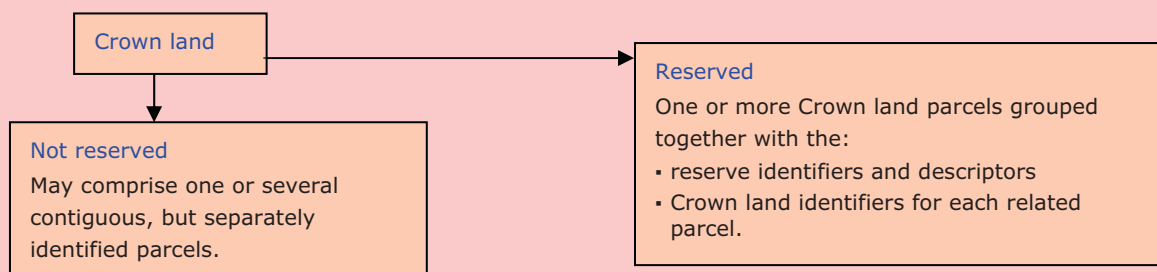 Crown land
Reserved
One or more Crown land parcels grouped
together with the:
▪ reserve identifiers and descriptors
▪ Crown land identifiers for each related
parcel.
Not reserved
May comprise one or several
contiguous, but separately
identified parcels.